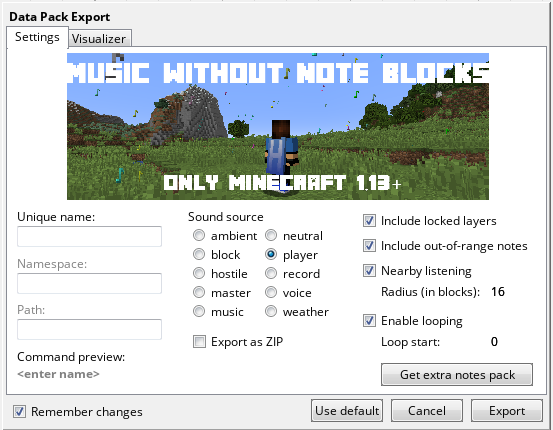 Data Pack Export
Settings
Visualizer
MUSIC WITHOUT NOTE BLOCKS
ONLY MINECRAFT 1.13+
Unique name:
Namespace:
Path:
Command preview:
<enter name>
Sound source
ambient
neutral
block
player
hostile
record
master
voice
music
weather
Export as ZIP
Include locked layers
Include out-of-range notes
Nearby listening
Radius (in blocks): 16
Enable looping
Loop start: 0
Get extra notes pack
Remember changes
Use default
Cancel
Export